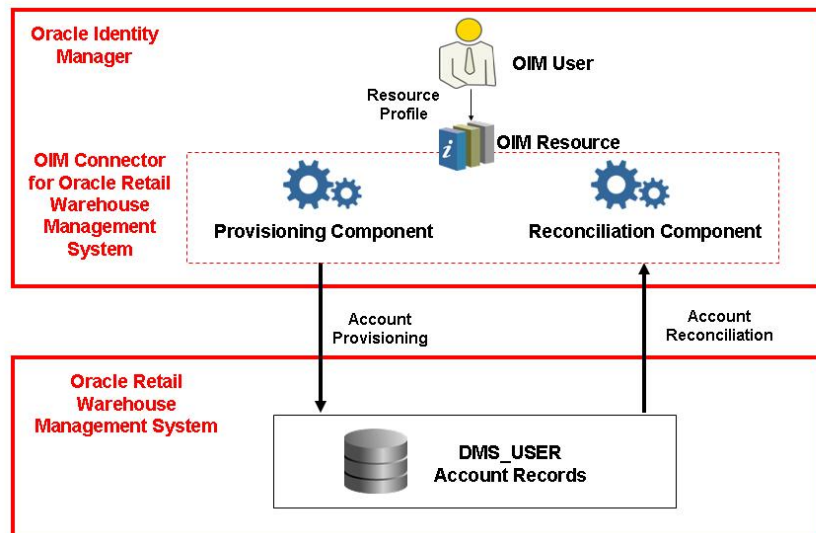 Oracle Identity
Manager
OIM User
Resource
Profile
OIM Resource
OIM Connector
for Oracle Retail
Warehouse
Management
System
Provisioning Component
Reconciliation Component
Account
Provisioning
Account
Reconciliation
Oracle Retail
Warehouse
Management System
DMS_USER
Account Records